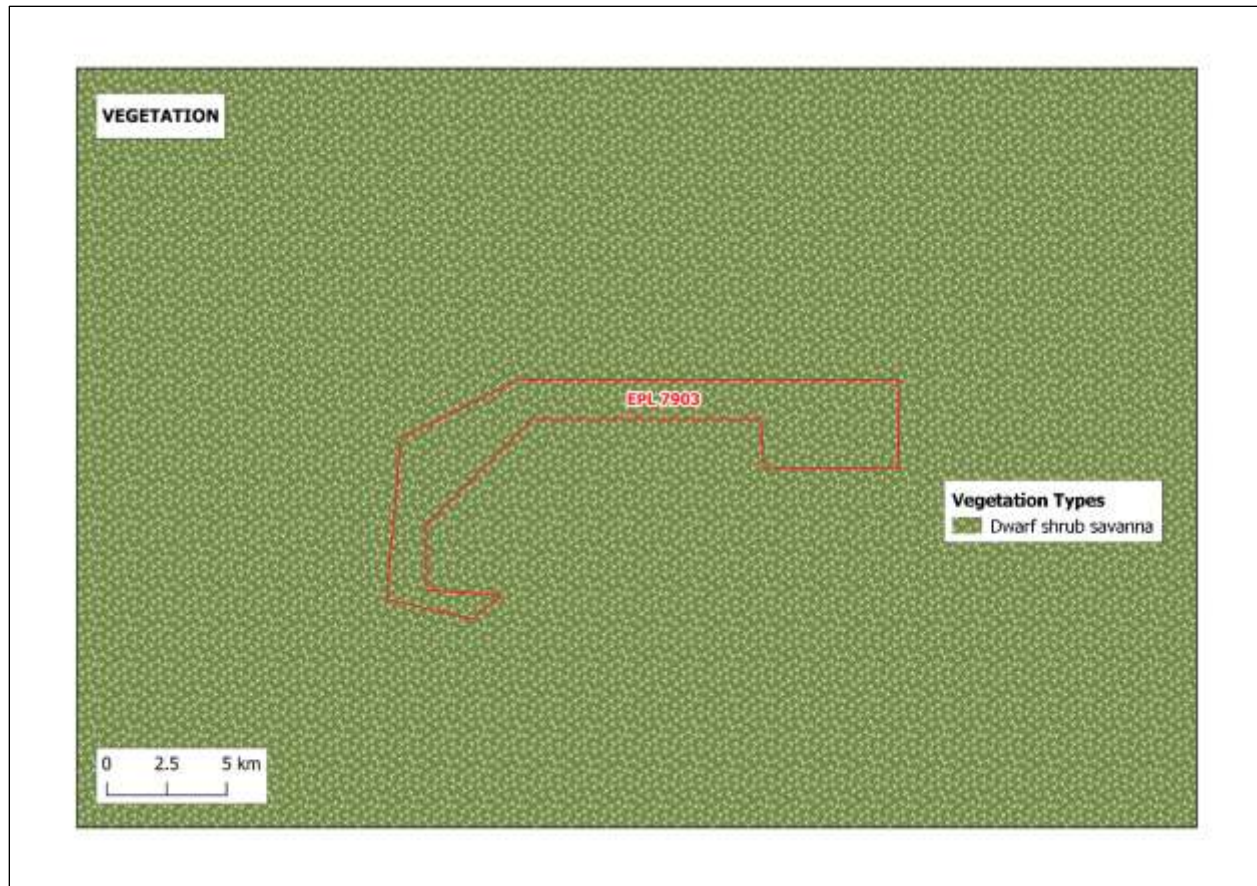 VEGETATION
EPL 7903
Vegetation Types
Dwarf shrub savanna
0 2.5 5 km